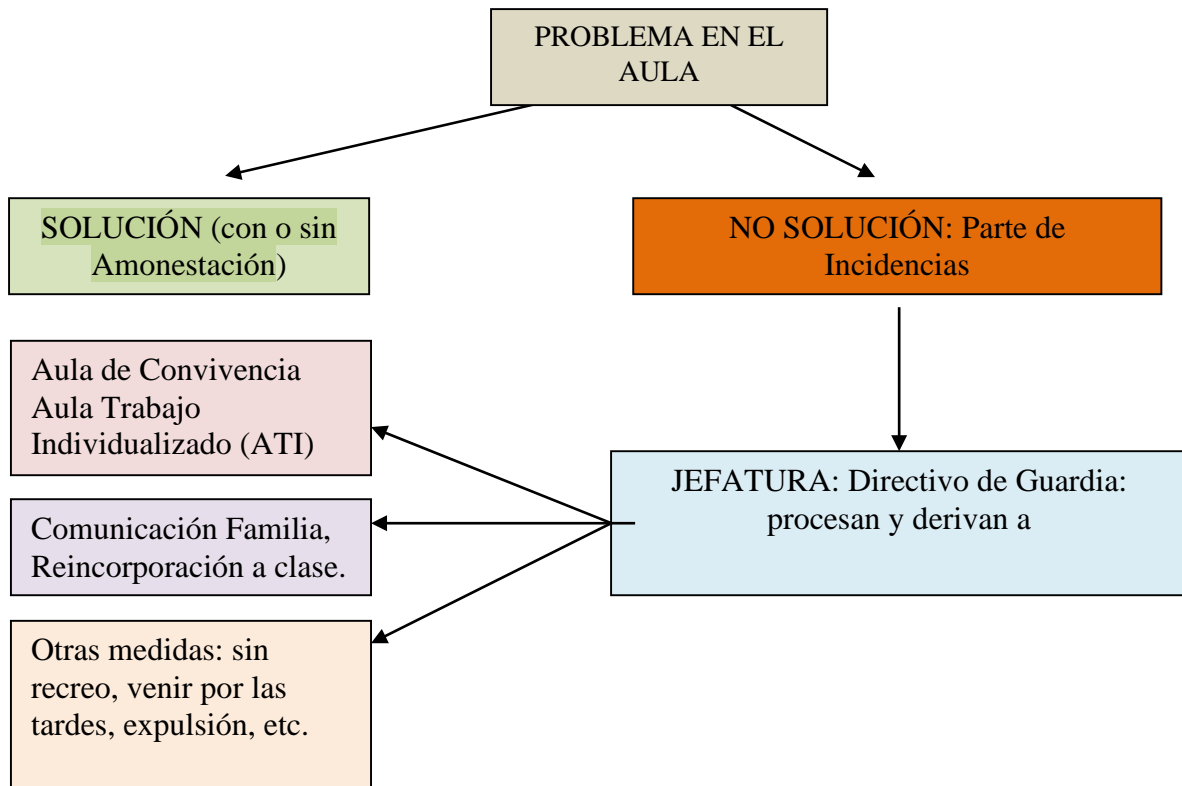 PROBLEMA EN EL
AULA
SOLUCIÓN (con o sin
Amonestación)
NO SOLUCIÓN: Parte de
Incidencias
Aula de Convivencia
Aula Trabajo
Individualizado (ATI)
JEFATURA: Directivo de Guardia:
procesan y derivan a
Comunicación Familia,
Reincorporación a clase.
Otras medidas: sin
recreo, venir por las
tardes, expulsión, etc.